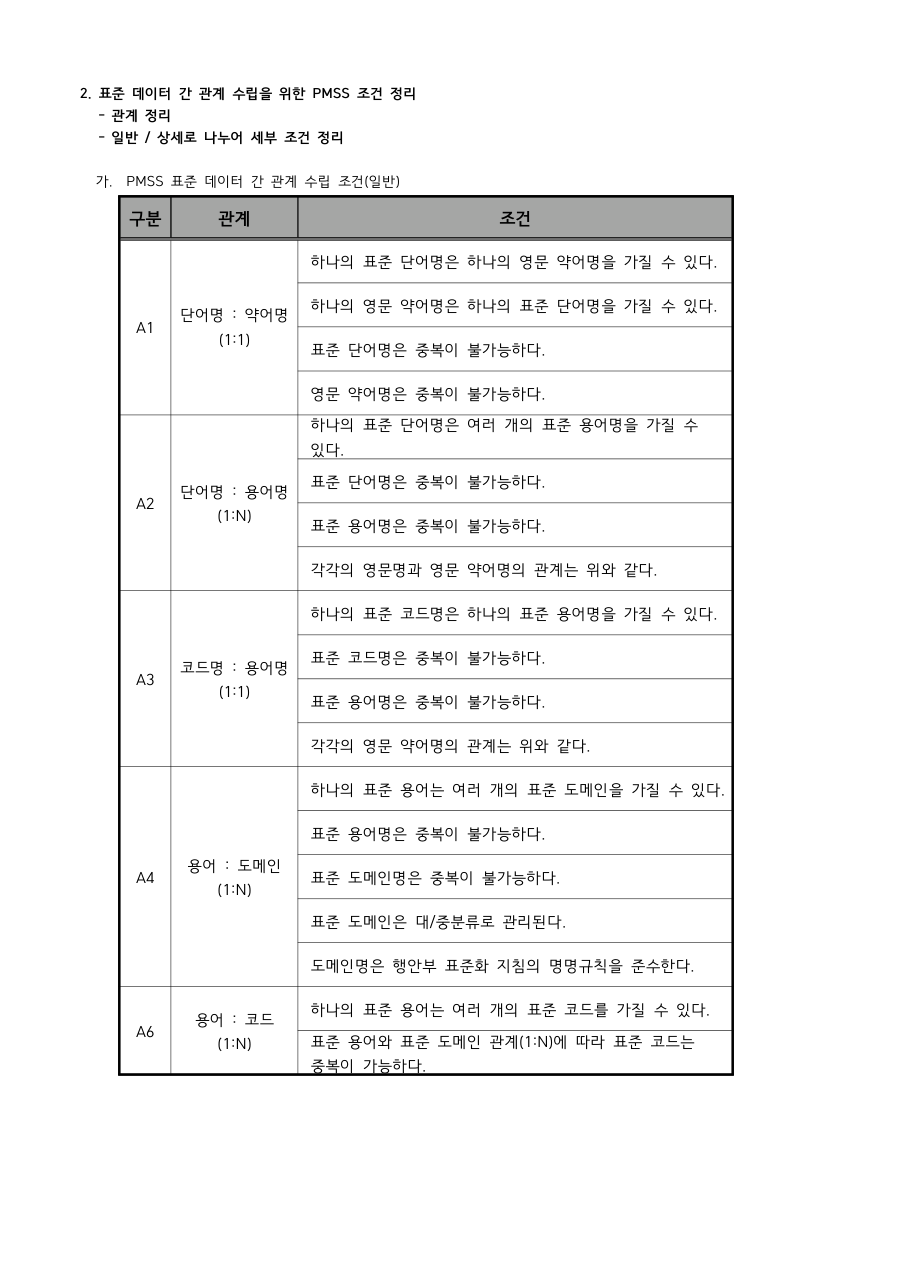 2. 표준 데이터 간 관계 수립을 위한 PMSS 조건 정리
- 관계 정리
- 일반 / 상세로 나누어 세부 조건 정리
가. PMSS 표준 데이터 간 관계 수립 조건(일반)
구분 관계 조건
A1
단어명 : 약어명
(1:1)
하나의 표준 단어명은 하나의 영문 약어명을 가질 수 있다.
하나의 영문 약어명은 하나의 표준 단어명을 가질 수 있다.
표준 단어명은 중복이 불가능하다.
영문 약어명은 중복이 불가능하다.
A2
단어명 : 용어명
(1:N)
하나의 표준 단어명은 여러 개의 표준 용어명을 가질 수
있다.
표준 단어명은 중복이 불가능하다.
표준 용어명은 중복이 불가능하다.
각각의 영문명과 영문 약어명의 관계는 위와 같다.
A3
코드명 : 용어명
(1:1)
하나의 표준 코드명은 하나의 표준 용어명을 가질 수 있다.
표준 코드명은 중복이 불가능하다.
표준 용어명은 중복이 불가능하다.
각각의 영문 약어명의 관계는 위와 같다.
A4
용어 : 도메인
(1:N)
하나의 표준 용어는 여러 개의 표준 도메인을 가질 수 있다.
표준 용어명은 중복이 불가능하다.
표준 도메인명은 중복이 불가능하다.
표준 도메인은 대/중분류로 관리된다.
도메인명은 행안부 표준화 지침의 명명규칙을 준수한다.
A6
용어 : 코드
(1:N)
하나의 표준 용어는 여러 개의 표준 코드를 가질 수 있다.
표준 용어와 표준 도메인 관계(1:N)에 따라 표준 코드는
중복이 가능하다.